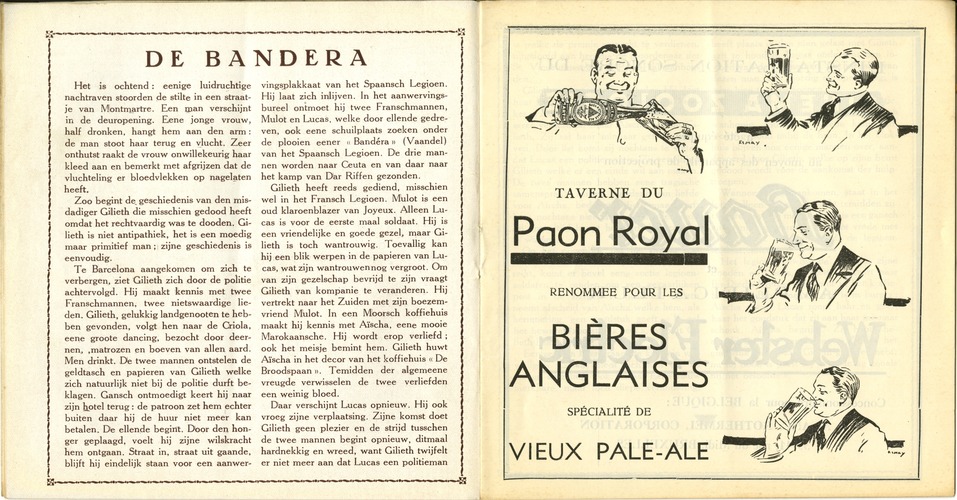 DE BANDERA
Het is ochtend : eenige luidruchtige
nachtraven stoorden de stilte in een straat-
je van Montmartre. Een man verschijnt
in de deuropening. Eene jonge vrouw,
half dronken, hangt hem aan den arm :
de man stoot haar terug en vlucht. Zeer
onthutst raakt de vrouw onwillekeurig haar
kleed aan en bemerkt met afgrijzen dat de
vluchteling er bloedvlekken op nagelaten
heeft.
Zoo begint de geschiedenis van den mis-
dadiger Gilieth die misschien gedood heeft
omdat het rechtvaardig was te dooden. Gi-
lieth is niet antipathiek, het is een moedig
maar primitief man ; zijne geschiedenis is
eenvoudig.
Te Barcelona aangekomen om zich te
verbergen, ziet Gilieth zich door de politie
achtervolgd. Hij maakt kennis met twee
Franschmannen, twee nietswaardige lie-
den. Gilieth, gelukkig landgenooten te heb-
ben gevonden, volgt hen naar de Criola,
eene groote dancing, bezocht door deer-
nen, ,matrozen en boeven van allen aard.
Men drinkt. De twee mannen ontstelen de
geldtasch en papieren van Gilieth welke
zich natuurlijk niet bij de politie durft be-
klagen. Gansch ontmoedigt keert hij naar
zijn hotel terug : de patroon zet hem echter
buiten daar hij de huur niet meer kan
betalen. De ellende begint. Door den hon-
ger geplaagd, voelt hij zijne wilskracht
hem ontgaan. Straat in, straat uit gaande,
blijft hij eindelijk staan voor een aanwer-
vingsplakkaat van het Spaansch Legioen.
Hij laat zich inlijven. In het aanwervings-
bureel ontmoet hij twee Franschmannen,
Mulot en Lucas, welke door ellende gedre-
ven, ook eene schuilplaats zoeken onder
de plooien eener « Bandéra » (Vaandel)
van het Spaansch Legioen. De drie man-
nen worden naar Ceuta en van daar naar
het kamp van Dar Riffen gezonden.
Gilieth heeft reeds gediend, misschien
wel in het Fransch Legioen. Mulot is een
oud klaroenblazer van Joyeux. Alleen Lu-
cas is voor de eerste maal soldaat. Hij is
een vriendelijke en goede gezel, maar Gi-
lieth is toch wantrouwig. Toevallig kan
hij een blik werpen in de papieren van Lu-
cas, wat zijn wantrouwennog vergroot. Om
van zijn gezelschap bevrijd te zijn vraagt
Gilieth van kompanie te veranderen. Hij
vertrekt naar het Zuiden met zijn boezem-
vriend Mulot. In een Moorsch koffiehuis
maakt hij kennis met Aïscha, eene mooie
Marokaansche. Hij wordt erop verliefd ;
ook het meisje bemint hem. Gilieth huwt
Aïscha in het decor van het koffiehuis « De
Broodspaan ». Temidden der algemeene
vreugde verwisselen de twee verliefden
een weinig bloed.
Daar verschijnt Lucas opnieuw. Hij ook
vroeg zijne verplaatsing. Zijne komst doet
Gilieth geen plezier en de strijd tusschen
de twee mannen begint opnieuw, ditmaal
hardnekkig en wreed, want Gilieth twijfelt
er niet meer aan dat Lucas een politieman
TAVERNE DU
Paon Royal
RENOMMEE POUR LES
BIÈRES
ANGLAISES
SPÉCIALITÉ DE
VIEUX PALE-ALE